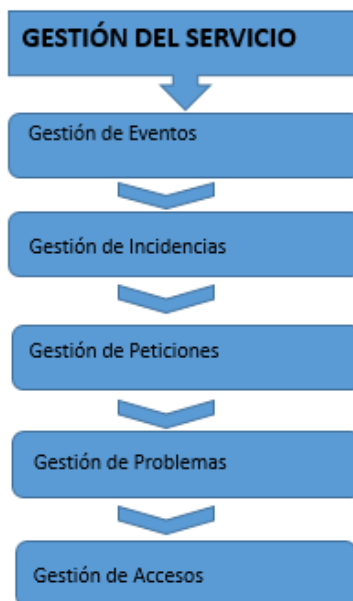 GESTIÓN DEL SERVICIO
Gestión de Eventos
Gestión de Incidencias
Gestión de Peticiones
Gestión de Problemas
Gestión de Accesos